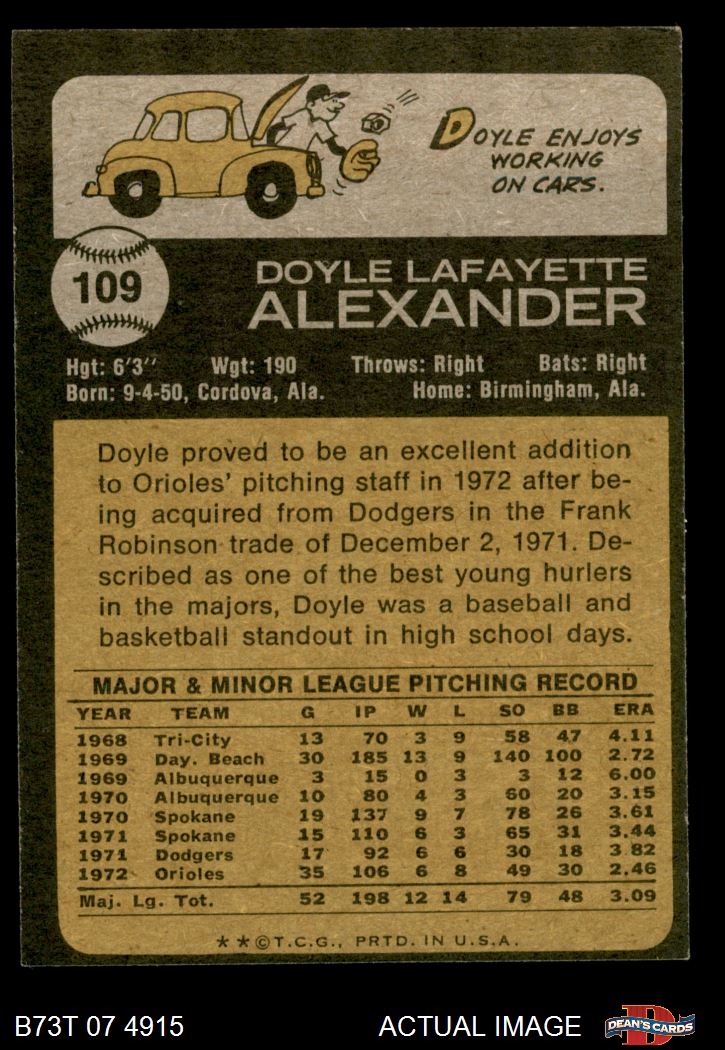 DOYLE ENJOYS
WORKING
ON CARS.
109
DOYLE LAFAYETTE
ALEXANDER
Hgt: 6'3" Wgt: 190 Throws: Right Bats: Right
Born: 9-4-50, Cordova, Ala. Home: Birmingham, Ala.
Doyle proved to be an excellent addition
to Orioles' pitching staff in 1972 after be-
ing acquired from Dodgers in the Frank
Robinson trade of December 2, 1971. De-
scribed as one of the best young hurlers
in the majors, Doyle was a baseball and
basketball standout in high school days.
MAJOR & MINOR LEAGUE PITCHING RECORD
YEAR TEAM G IP W L SO BB ERA
1968 Tri-City 13 70 3 9 58 47 4.11
1969 Day. Beach 30 185 13 9 140 100 2.72
1969 Albuquerque 3 15 0 3 3 12 6.00
1970 Albuquerque 10 80 4 3 60 20 3.15
1970 Spokane 19 137 9 7 78 26 3.61
1971 Spokane 15 110 6 3 65 31 3.44
1971 Dodgers 17 92 6 6 30 18 3.82
1972 Orioles 35 106 6 8 49 30 2.46
Maj. Lg. Tot. 52 198 12 14 79 48 3.09
**©T.C.G., PRTD. IN U.S.A.
B73T 07 4915 ACTUAL IMAGE D DEAN'S CARDS